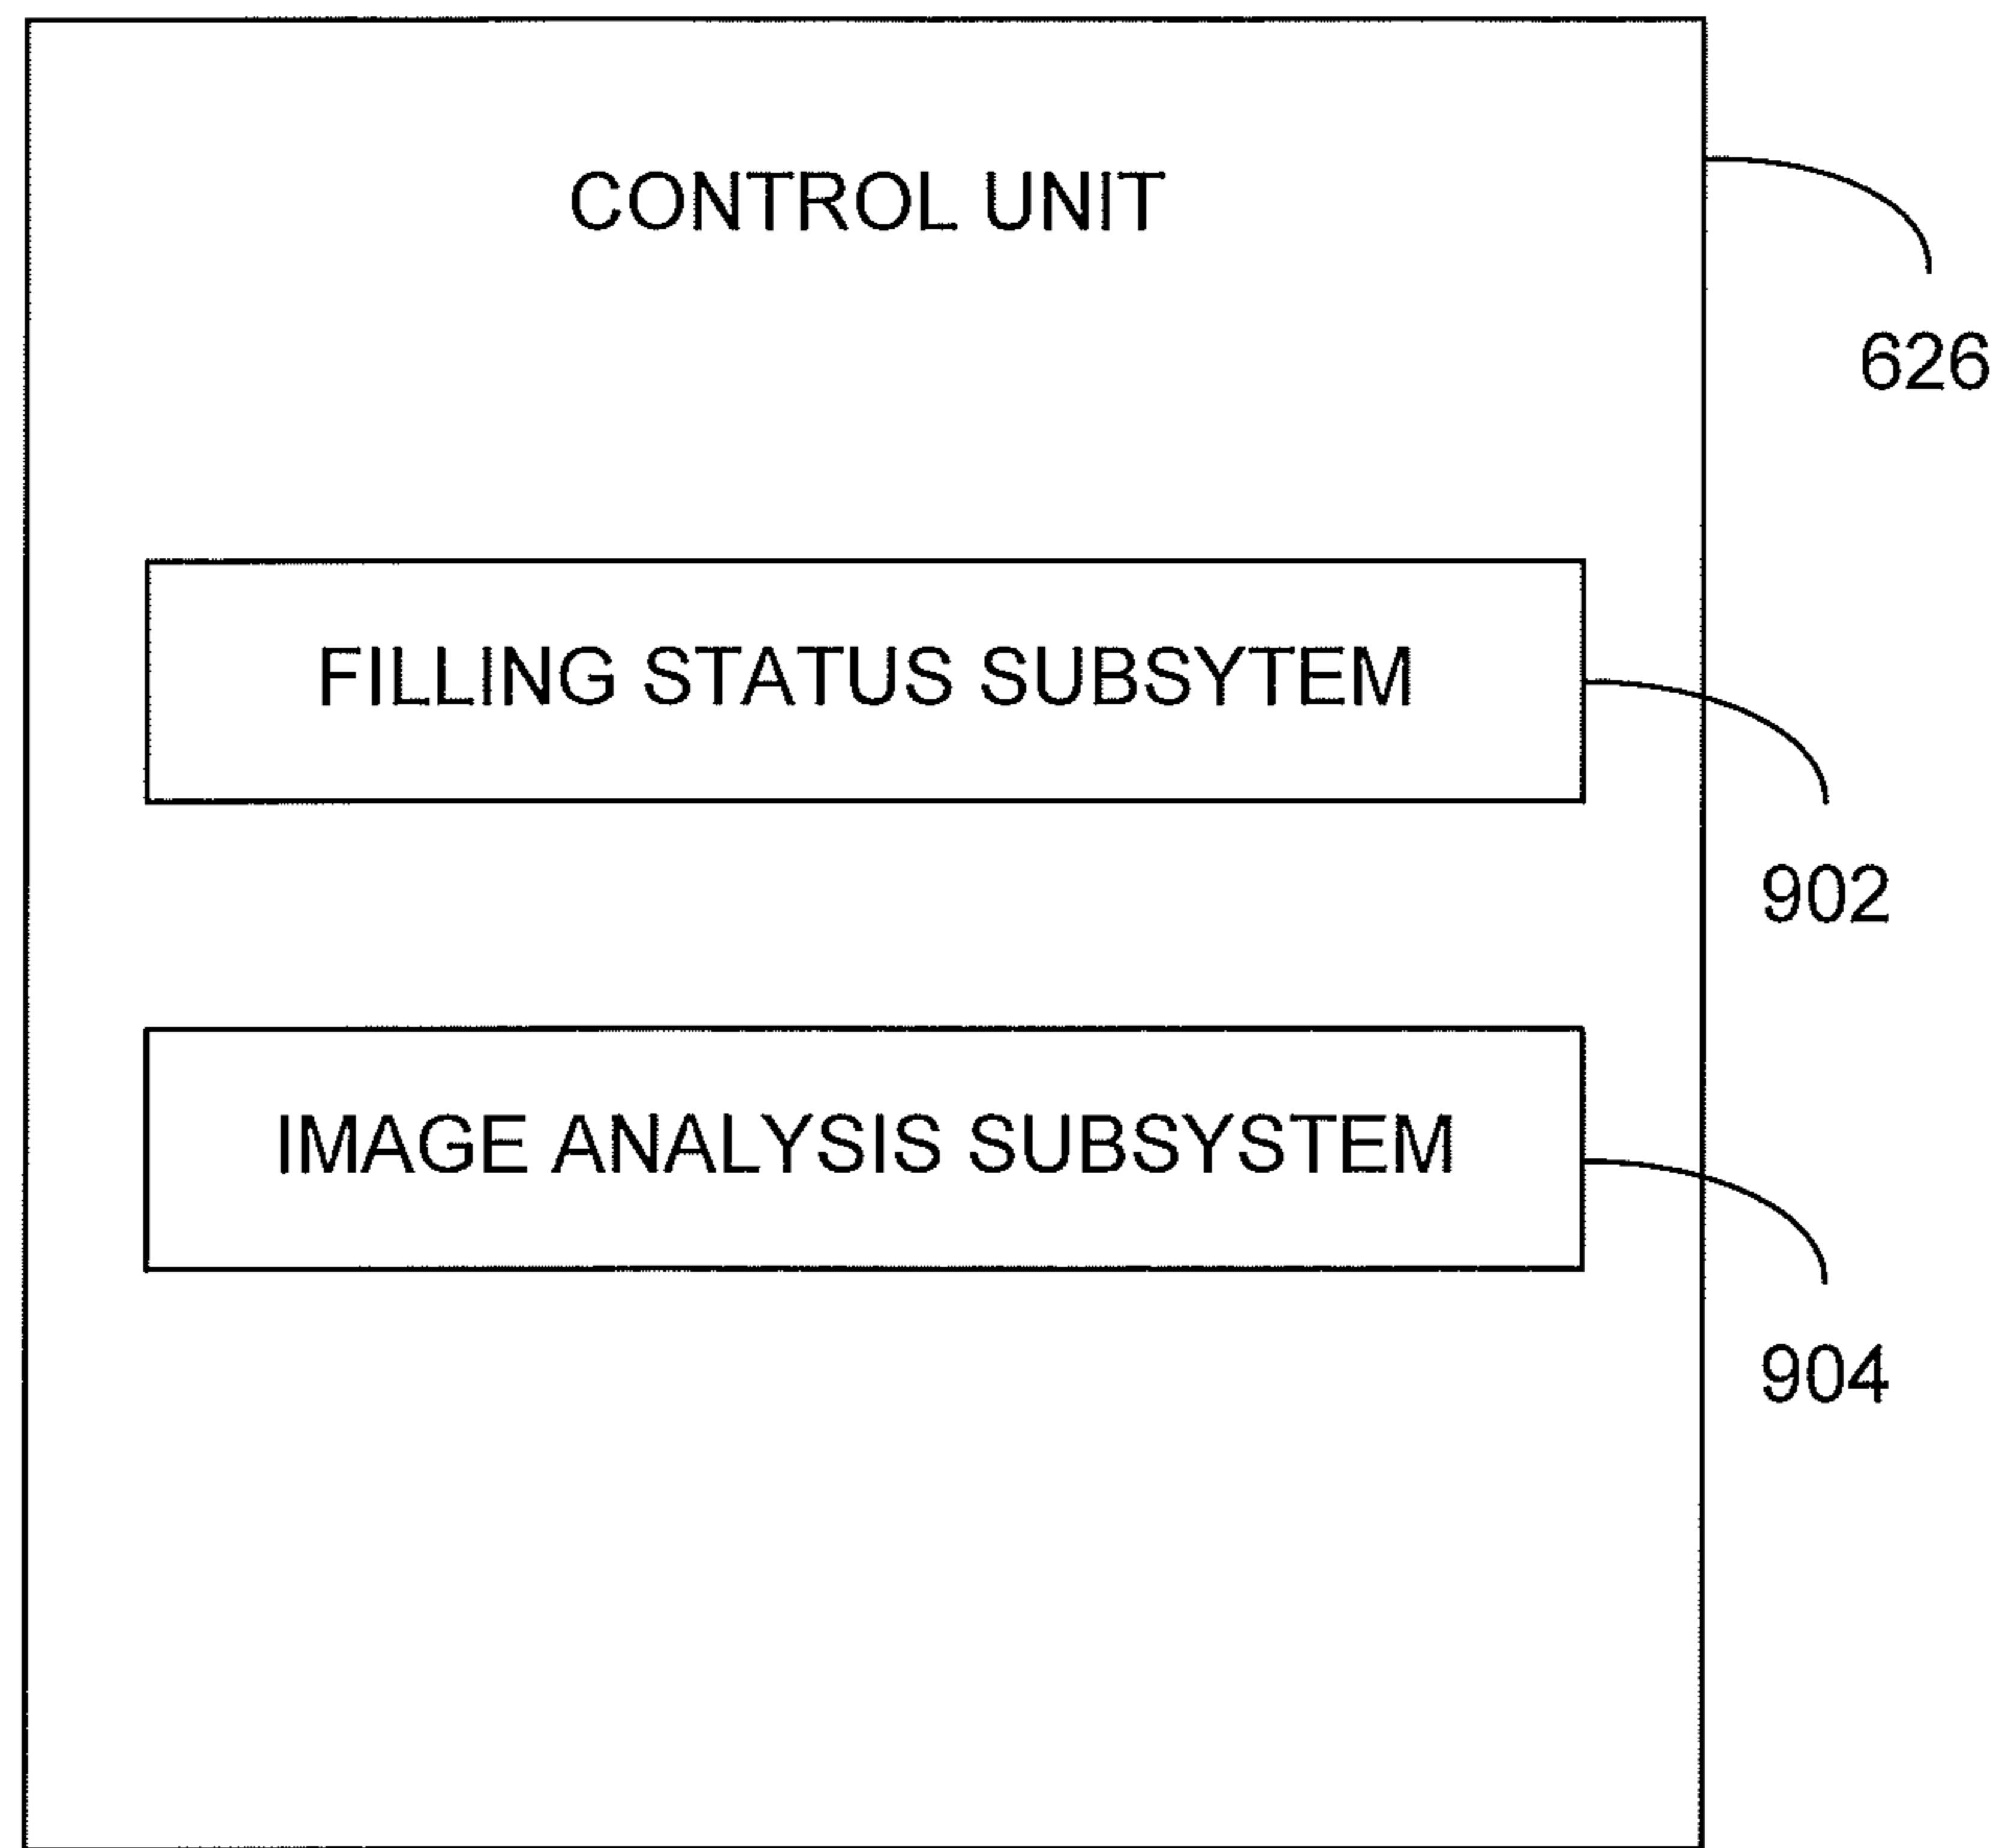 CONTROL UNIT
626
FILLING STATUS SUBSYTEM
902
IMAGE ANALYSIS SUBSYSTEM
904